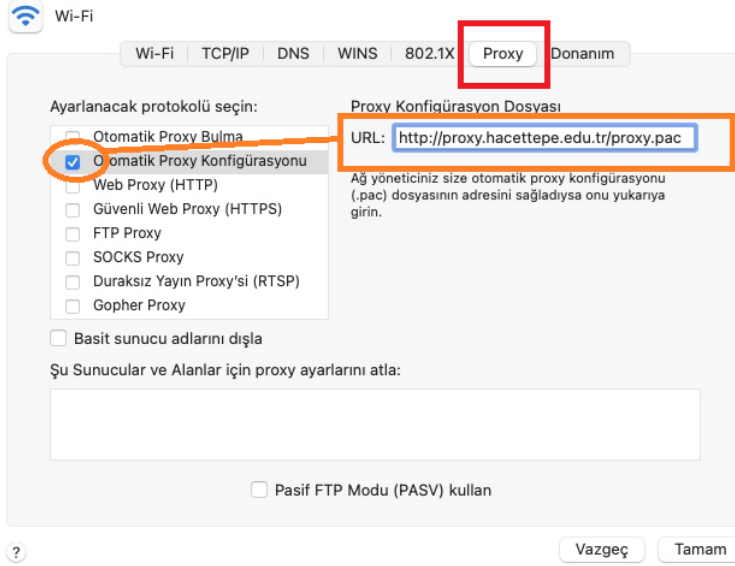 Wi-Fi
Wi-Fi TCP/IP DNS WINS 802.1X Proxy Donanım
Ayarlanacak protokolü seçin:
Otomatik Proxy Bulma
Otomatik Proxy Konfigürasyonu
Web Proxy (HTTP)
Güvenli Web Proxy (HTTPS)
FTP Proxy
SOCKS Proxy
Duraksız Yayın Proxy'si (RTSP)
Gopher Proxy
Proxy Konfigürasyon Dosyası
URL: http://proxy.hacettepe.edu.tr/proxy.pac
Ağ yöneticiniz size otomatik proxy konfigürasyonu
(.pac) dosyasının adresini sağladıysa onu yukarıya
girin.
Basit sunucu adlarını dışla
Şu Sunucular ve Alanlar için proxy ayarlarını atla:
Pasif FTP Modu (PASV) kullan
?
Vazgeç
Tamam